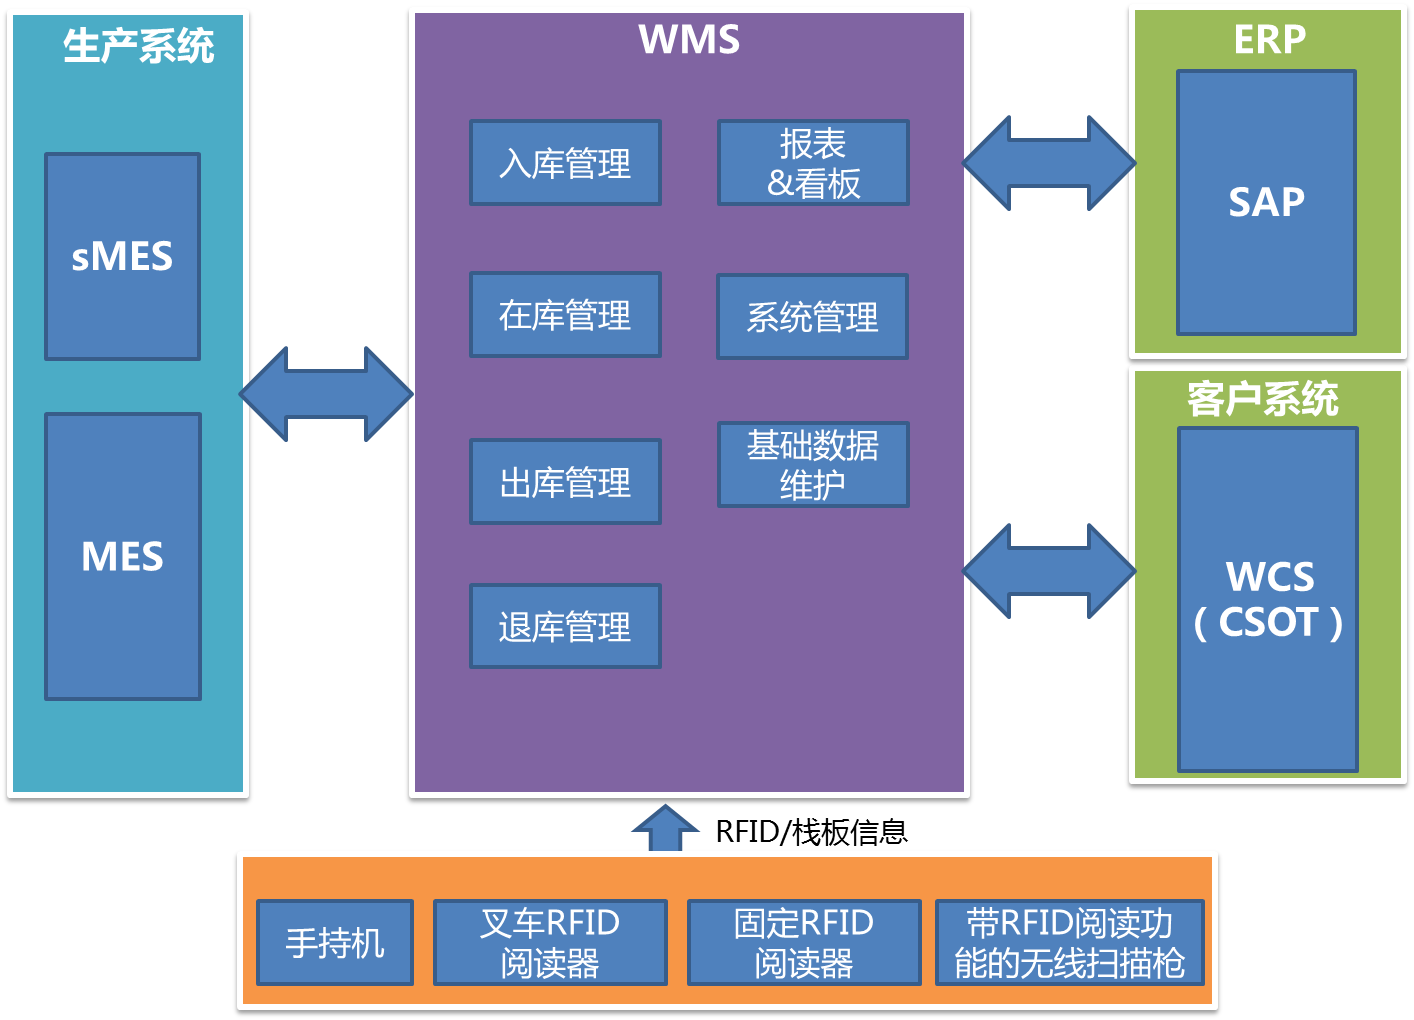 生产系统
sMES
MES
WMS
入库管理
报表
&看板
在库管理
系统管理
出库管理
基础数据
维护
退库管理
ERP
SAP
客户系统
WCS
（CSOT）
RFID/栈板信息
手持机
叉车RFID
阅读器
固定RFID
阅读器
带RFID阅读功
能的无线扫描枪